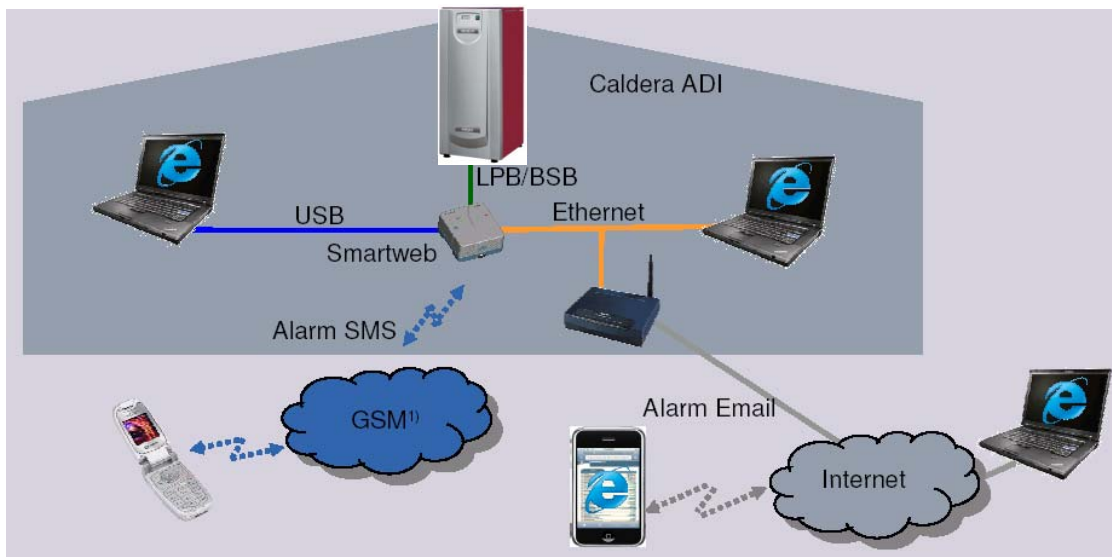 Caldera ADI
LPB/BSB
USB
Ethernet
Smartweb
Alarm SMS
GSM¹⁾
Alarm Email
Internet